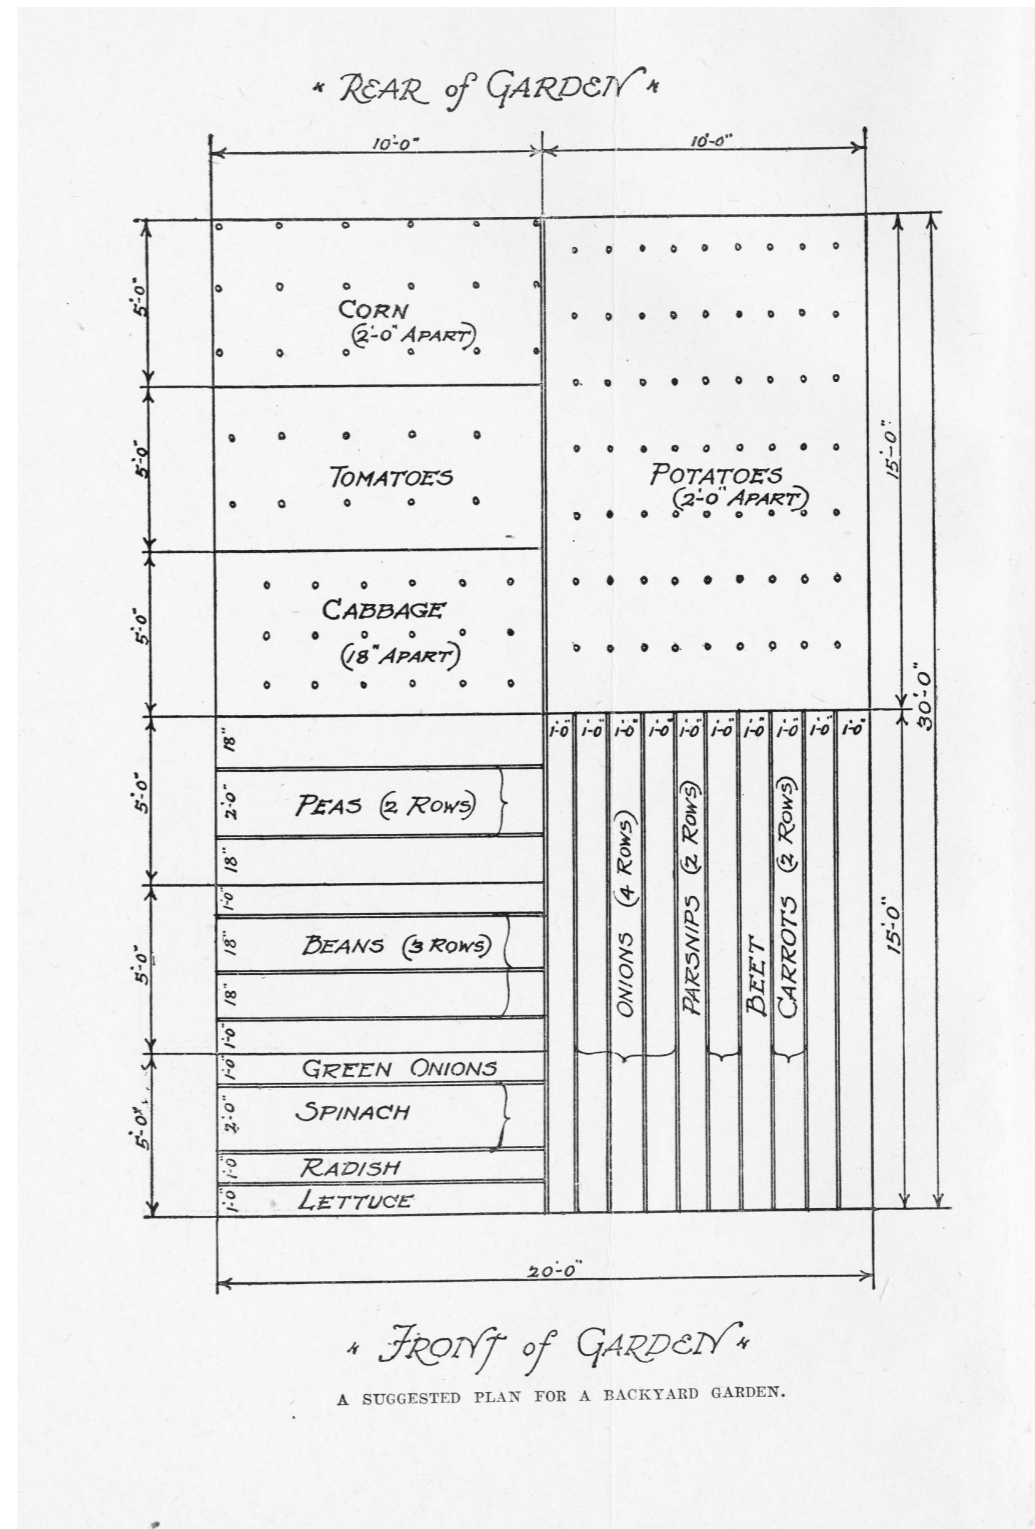 REAR of GARDEN
10'-0" 10'-0"
5'-0"
CORN
(2'-0" APART)
5'-0"
TOMATOES
5'-0"
CABBAGE
(18" APART)
POTATOES
(2'-0" APART)
15'-0"
30'-0"
5'-0"
18"
2'-0" PEAS (2 ROWS)
18"
5'-0"
1'-0"
18" BEANS (3 ROWS)
18"
1'-0"
5'-0"
1'-0" GREEN ONIONS
2'-0" SPINACH
1'-0" RADISH
1'-0" LETTUCE
1'-0" 1'-0" 1'-0" 1'-0" 1'-0" 1'-0" 1'-0" 1'-0" 1'-0" 1'-0"
ONIONS (4 ROWS)
PARSNIPS (2 ROWS)
BEET
CARROTS (2 ROWS)
15'-0"
20'-0"
FRONT of GARDEN
A SUGGESTED PLAN FOR A BACKYARD GARDEN.